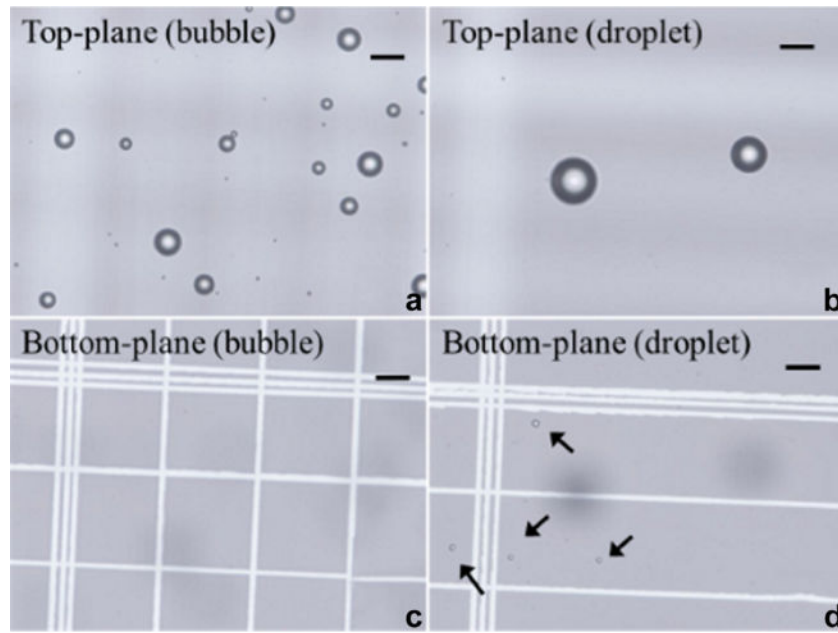 Top-plane (bubble)
a
Top-plane (droplet)
b
Bottom-plane (bubble)
c
Bottom-plane (droplet)
d